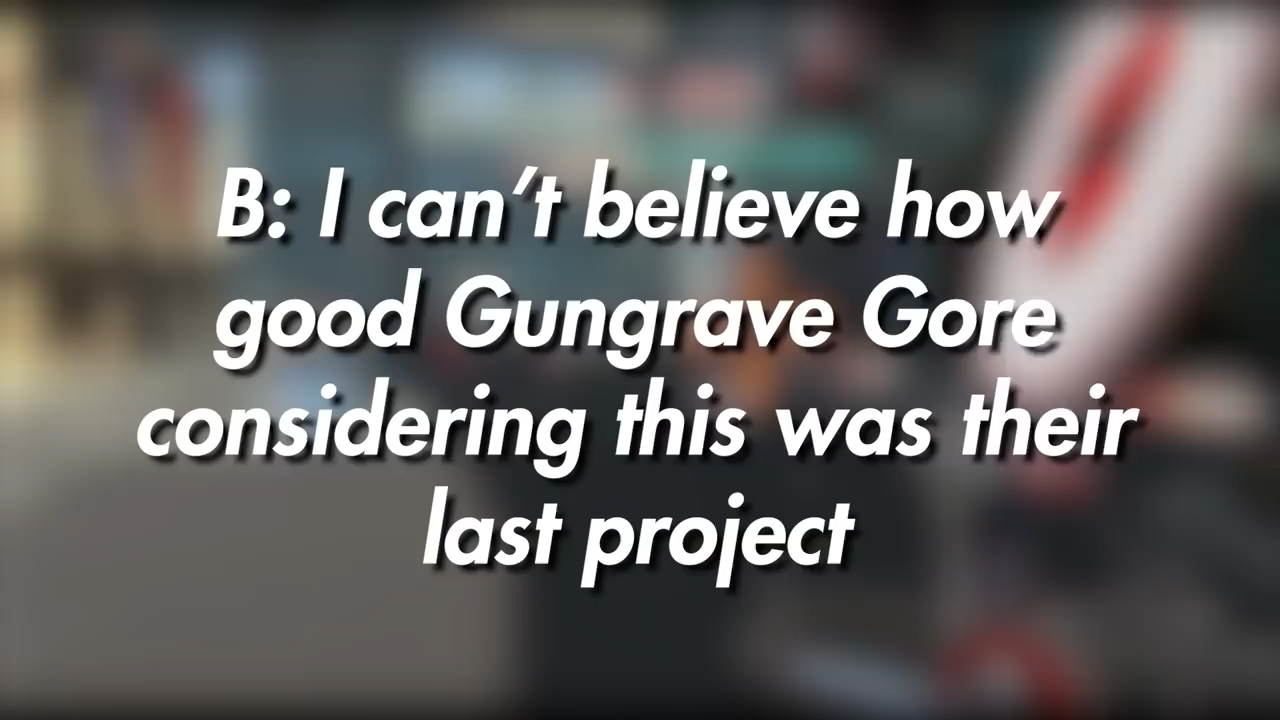 B: I can’t believe how
good Gungrave Gore
considering this was their
last project